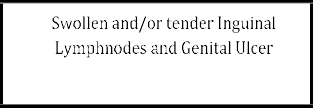 Swollen and/or tender Inguinal
Lymphnodes and Genital Ulcer